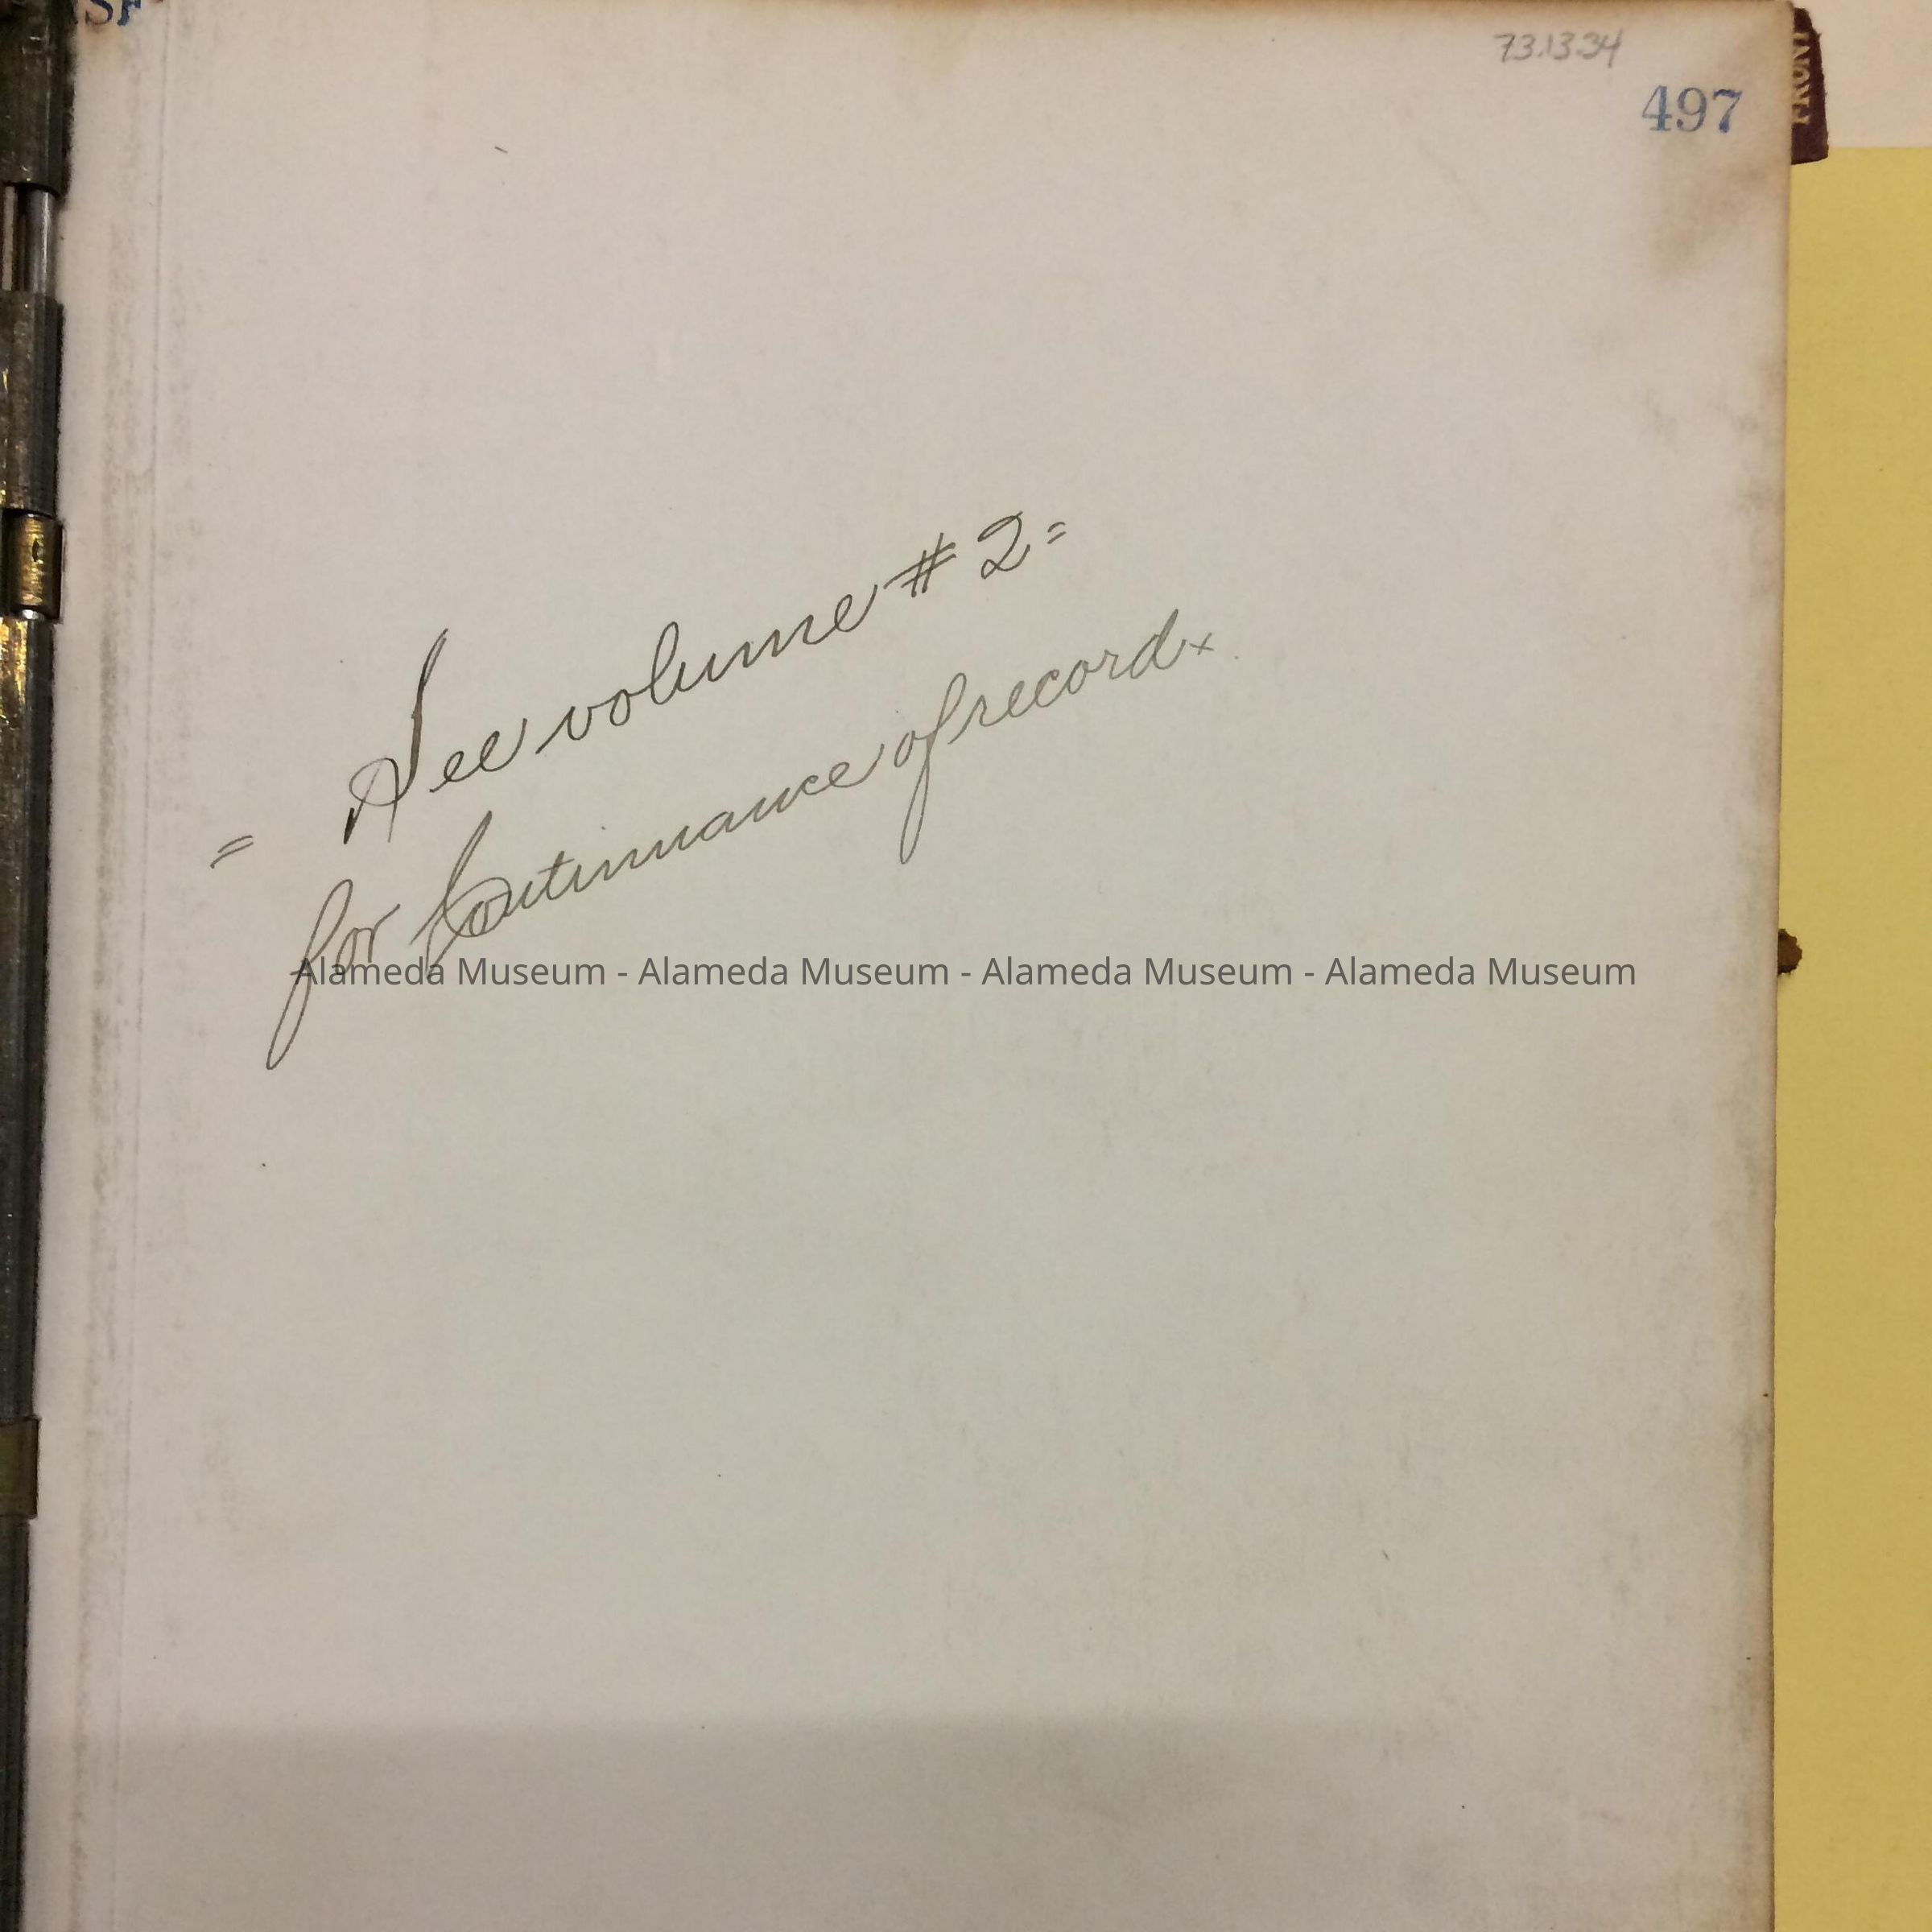 73.13.34
497
= See volume # 2 =
for Continuance of record x
Alameda Museum - Alameda Museum - Alameda Museum - Alameda Museum